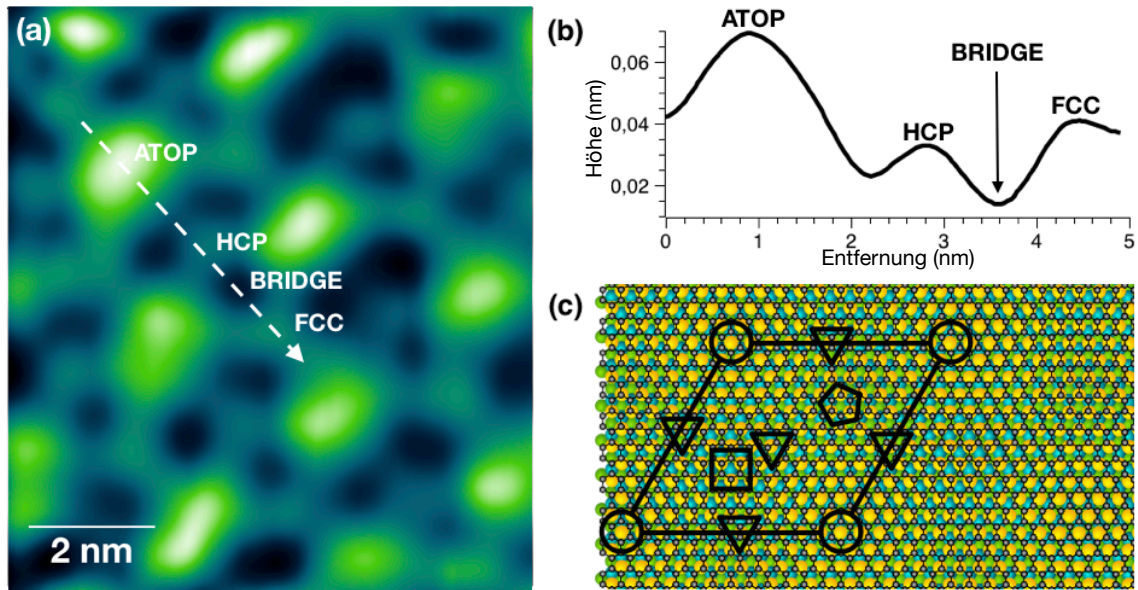 (a)
ATOP
HCP
BRIDGE
FCC
2 nm
(b)
ATOP
BRIDGE
HCP
FCC
Höhe (nm)
0,06
0,04
0,02
0 1 2 3 4 5
Entfernung (nm)
(c)